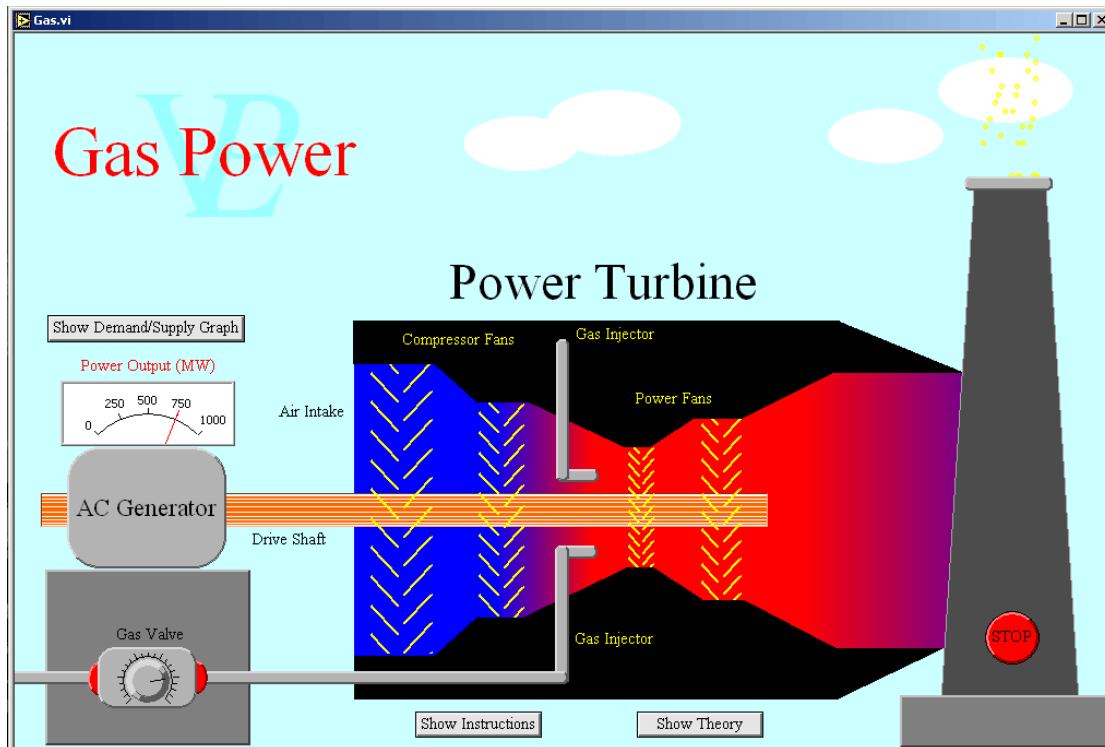 Gas.vi
VEL
Gas Power
Power Turbine
Show Demand/Supply Graph
Power Output (MW)
0 250 500 750 1000
Compressor Fans
Gas Injector
Power Fans
Air Intake
AC Generator
Drive Shaft
Gas Valve
Gas Injector
STOP
Show Instructions
Show Theory